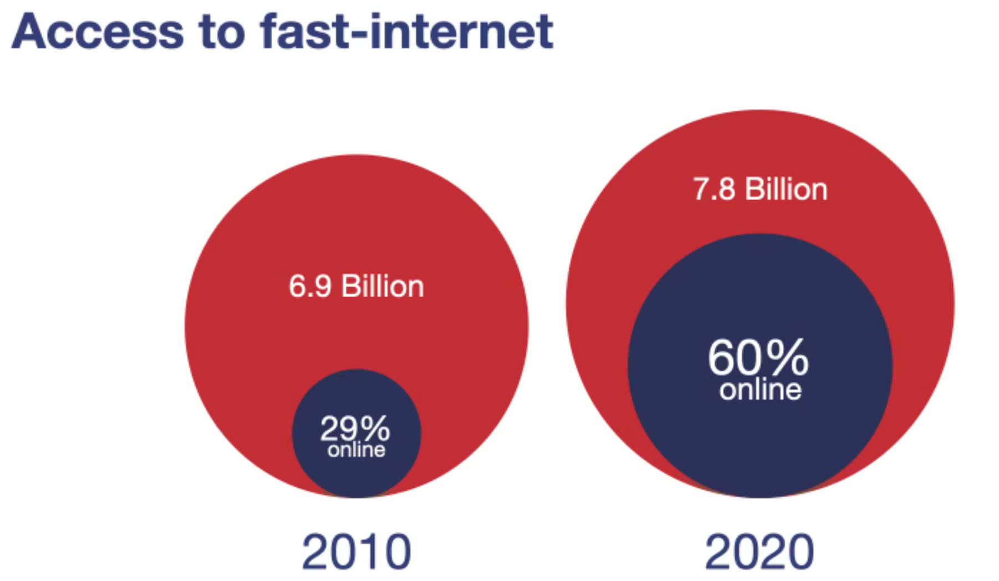 Access to fast-internet
6.9 Billion
29%
online
2010
7.8 Billion
60%
online
2020